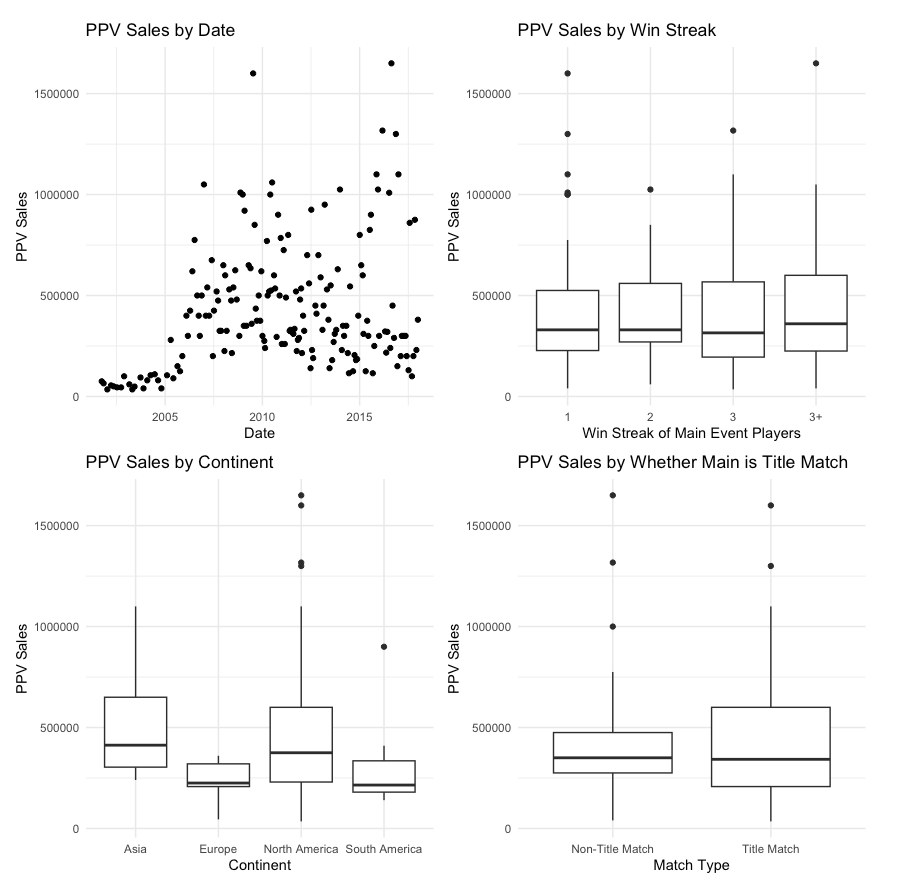 PPV Sales by Date
PPV Sales
1500000
1000000
500000
0
2005 2010 2015
Date
PPV Sales by Win Streak
PPV Sales
1500000
1000000
500000
0
1 2 3 3+
Win Streak of Main Event Players
PPV Sales by Continent
PPV Sales
1500000
1000000
500000
0
Asia Europe North America South America
Continent
PPV Sales by Whether Main is Title Match
PPV Sales
1500000
1000000
500000
0
Non-Title Match Title Match
Match Type